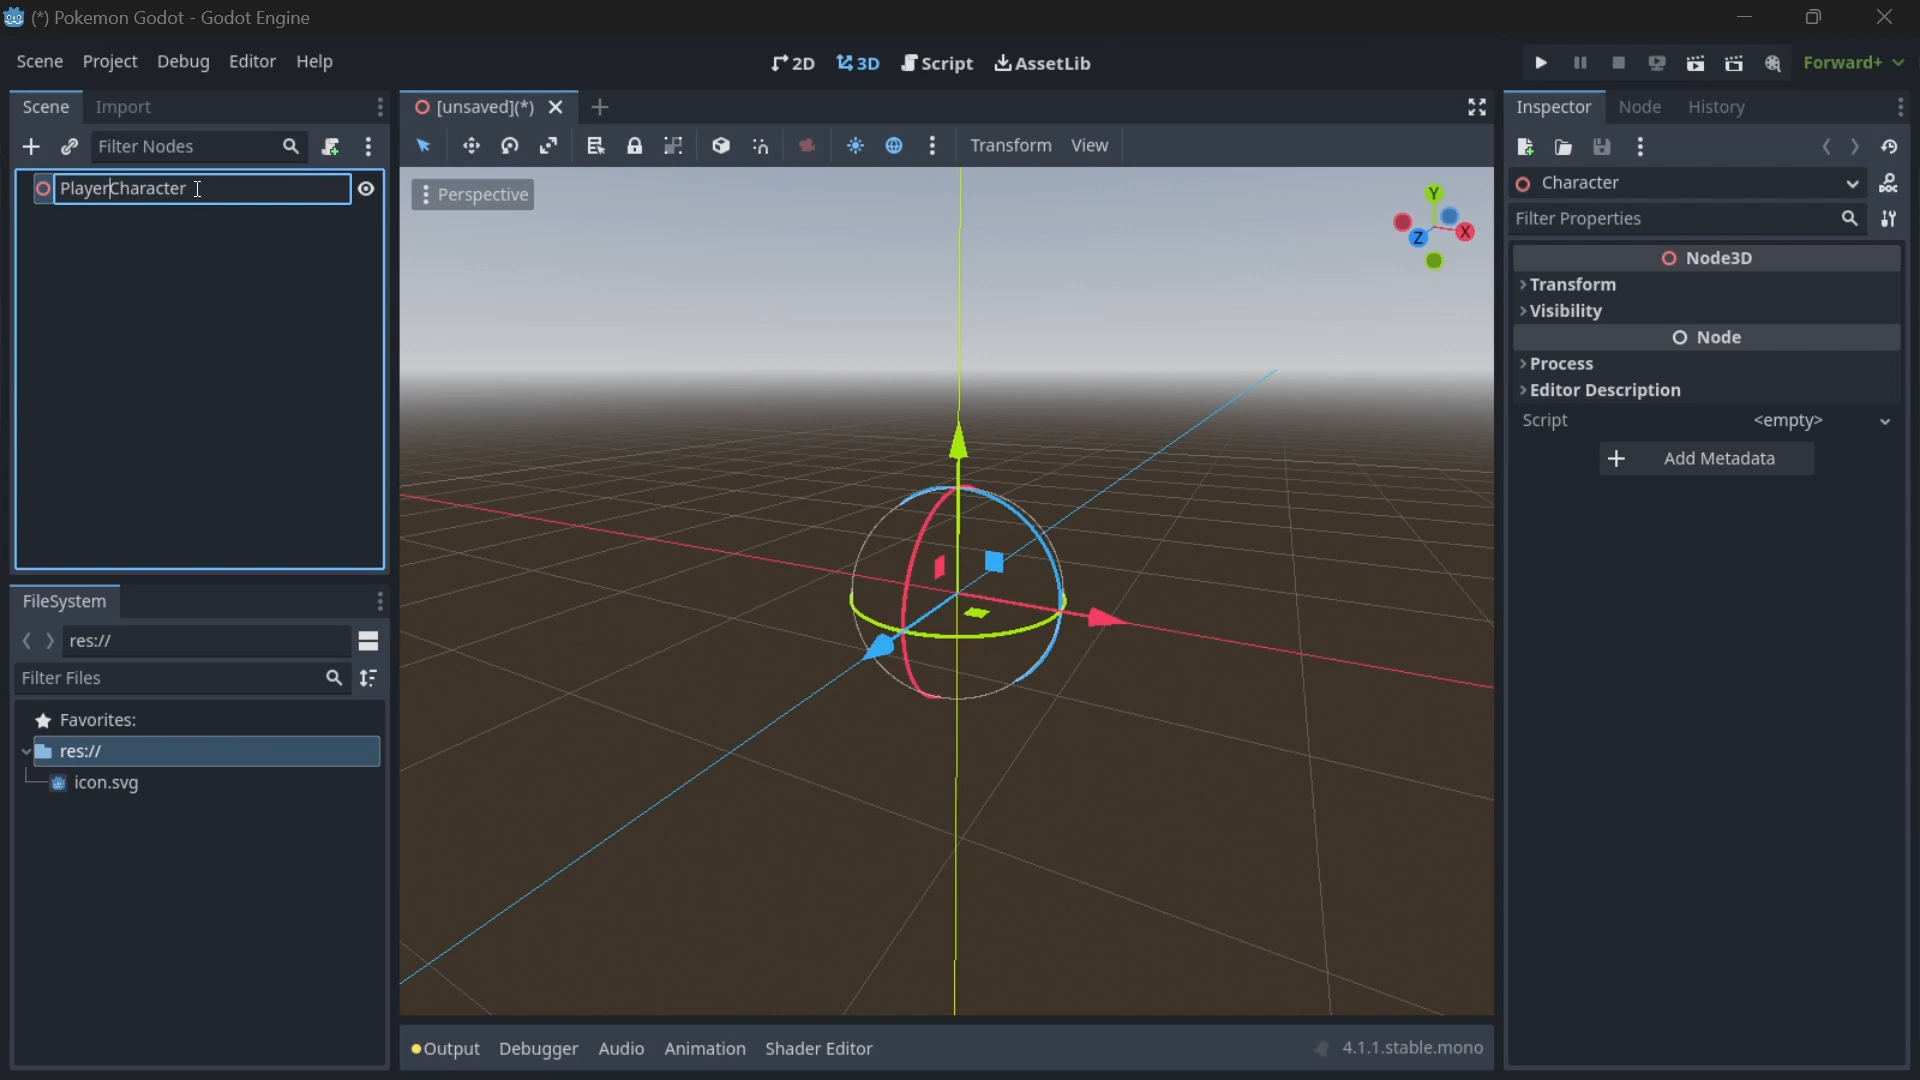 (*) Pokemon Godot - Godot Engine
Scene Project Debug Editor Help
2D 3D Script AssetLib
Forward+
Scene Import
[unsaved](*)
Inspector Node History
Filter Nodes
Transform View
PlayerCharacter
Perspective
Y
X
Z
Character
Filter Properties
Node3D
Transform
Visibility
Node
Process
Editor Description
Script <empty>
Add Metadata
FileSystem
res://
Filter Files
Favorites:
res://
icon.svg
Output Debugger Audio Animation Shader Editor
4.1.1.stable.mono